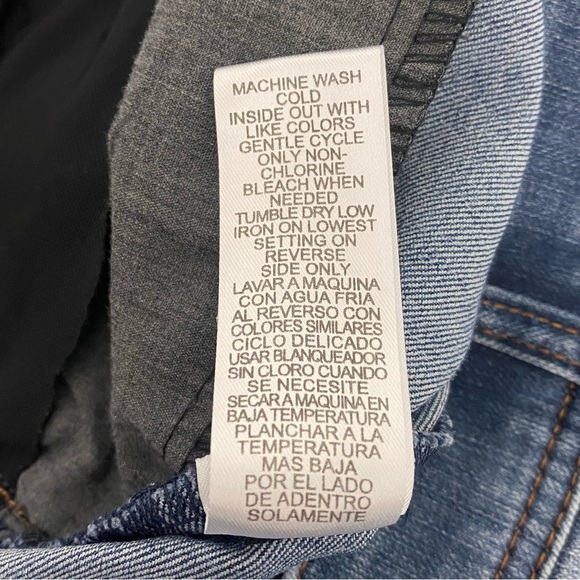 MACHINE WASH
COLD
INSIDE OUT WITH
LIKE COLORS
GENTLE CYCLE
ONLY NON-
CHLORINE
BLEACH WHEN
NEEDED
TUMBLE DRY LOW
IRON ON LOWEST
SETTING ON
REVERSE
SIDE ONLY
LAVAR A MAQUINA
CON AGUA FRIA
AL REVERSO CON
COLORES SIMILARES
CICLO DELICADO
USAR BLANQUEADOR
SIN CLORO CUANDO
SE NECESITE
SECAR A MAQUINA EN
BAJA TEMPERATURA
PLANCHAR A LA
TEMPERATURA
MAS BAJA
POR EL LADO
DE ADENTRO
SOLAMENTE